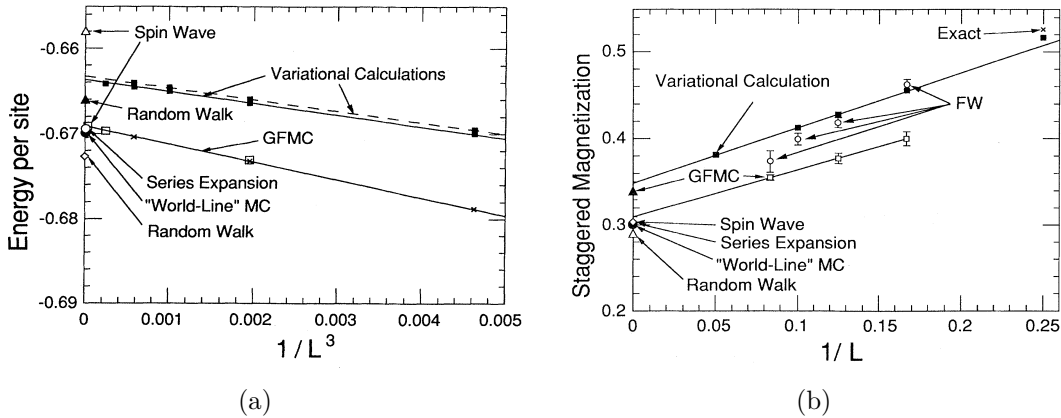 -0.66
-0.67
-0.68
-0.69
Energy per site
Spin Wave
Variational Calculations
Random Walk
GFMC
Series Expansion
"World-Line" MC
Random Walk
0
0.001
0.002
0.003
0.004
0.005
1 / L³
(a)
0.5
0.4
0.3
0.2
Staggered Magnetization
Exact
Variational Calculation
FW
GFMC
Spin Wave
Series Expansion
"World-Line" MC
Random Walk
0
0.05
0.1
0.15
0.2
0.25
1/ L
(b)